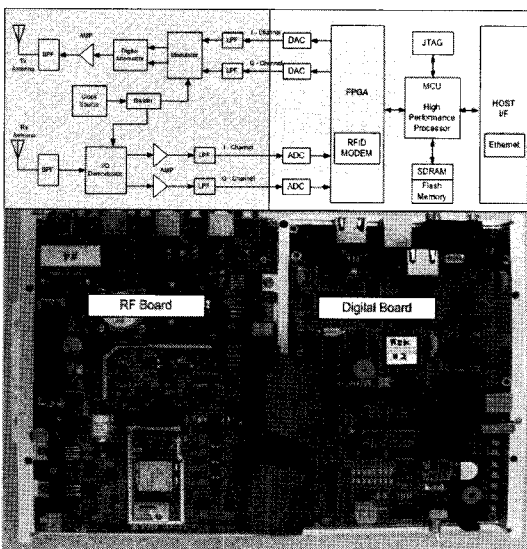 Tx
Antenna
BPF
AMP
Digital
Attenuator
Modulator
LPF
I - Channel
DAC
LPF
Q - Channel
DAC
Clock
Source
Divider
Rx
Antenna
BPF
I/Q
Demodulator
AMP
LPF
I - Channel
ADC
LPF
Q - Channel
ADC
FPGA
RFID
MODEM
JTAG
MCU
High
Performance
Processor
SDRAM
Flash
Memory
HOST
I/F
Ethernet
RF Board
Digital Board